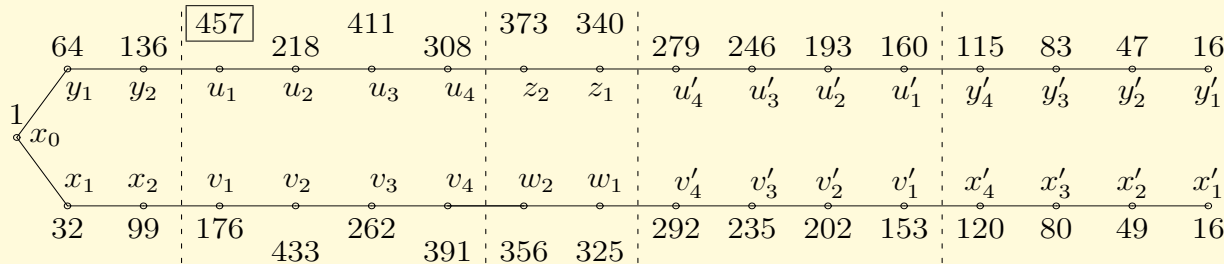 457 411 373 340
64 136 218 308 279 246 193 160 115 83 47 16
y₁ y₂ u₁ u₂ u₃ u₄ z₂ z₁ u′₄ u′₃ u′₂ u′₁ y′₄ y′₃ y′₂ y′₁
1
x₀
x₁ x₂ v₁ v₂ v₃ v₄ w₂ w₁ v′₄ v′₃ v′₂ v′₁ x′₄ x′₃ x′₂ x′₁
32 99 176 262 292 235 202 153 120 80 49 16
433 391 356 325